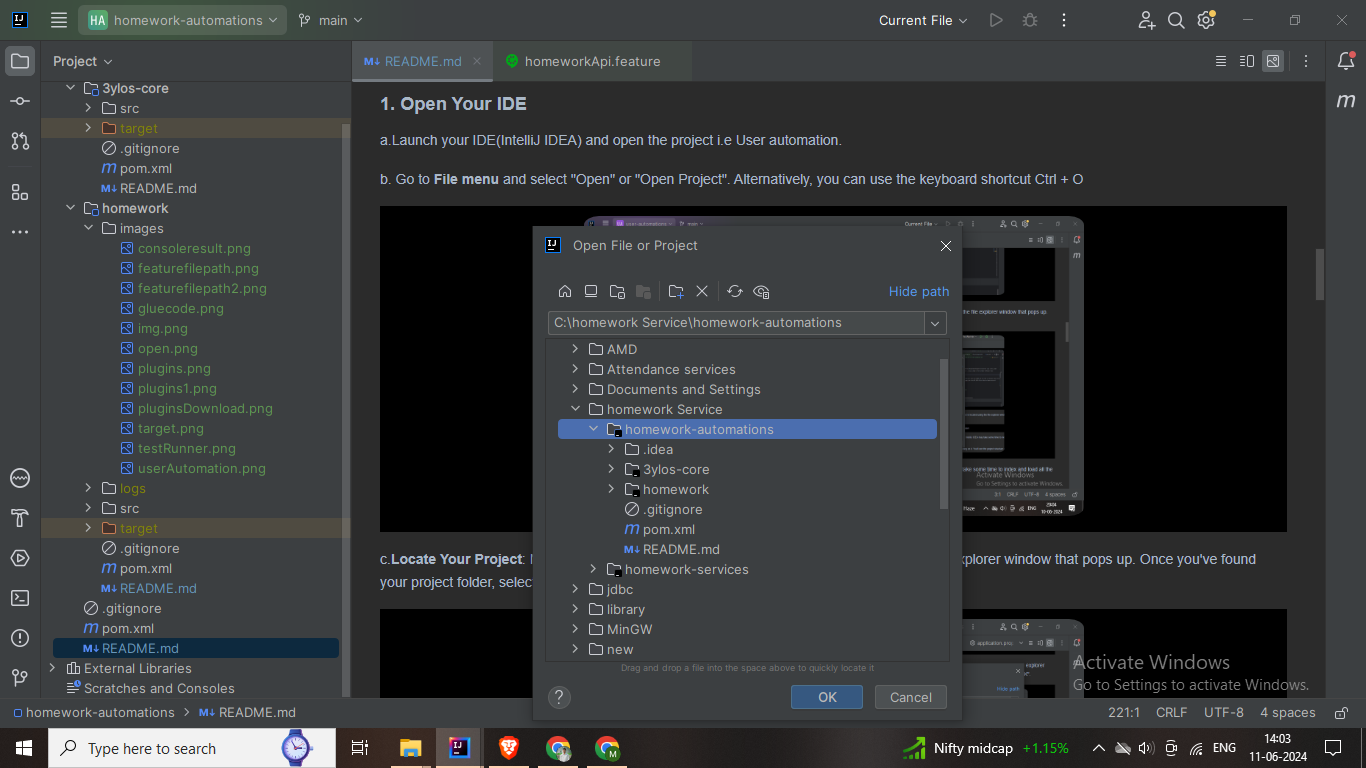 HA homework-automations
main
Current File
Project
README.md
homeworkApi.feature
3ylos-core
src
target
.gitignore
pom.xml
README.md
homework
images
consoleresult.png
featurefilepath.png
featurefilepath2.png
gluecode.png
img.png
open.png
plugins.png
plugins1.png
pluginsDownload.png
target.png
testRunner.png
userAutomation.png
logs
src
target
.gitignore
pom.xml
README.md
.gitignore
pom.xml
README.md
External Libraries
Scratches and Consoles
1. Open Your IDE
a.Launch your IDE(IntelliJ IDEA) and open the project i.e User automation.
b. Go to File menu and select "Open" or "Open Project". Alternatively, you can use the keyboard shortcut Ctrl + O
Open File or Project
Hide path
C:\homework Service\homework-automations
AMD
Attendance services
Documents and Settings
homework Service
homework-automations
.idea
3ylos-core
homework
.gitignore
pom.xml
README.md
homework-services
jdbc
library
MinGW
new
Drag and drop a file into the space above to quickly locate it
? OK Cancel
c.Locate Your Project: plorer window that pops up. Once you've found
your project folder, selec
Activate Windows
Go to Settings to activate Windows.
homework-automations > README.md
221:1 CRLF UTF-8 4 spaces
Type here to search
Nifty midcap +1.15%
ENG
14:03
11-06-2024